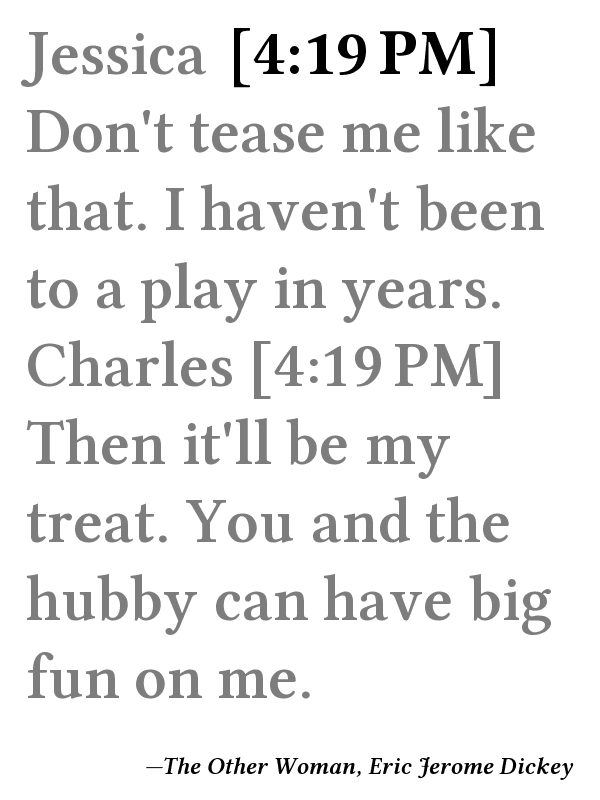 Jessica [4:19 PM]
Don't tease me like
that. I haven't been
to a play in years.
Charles [4:19 PM]
Then it'll be my
treat. You and the
hubby can have big
fun on me.
—The Other Woman, Eric Jerome Dickey